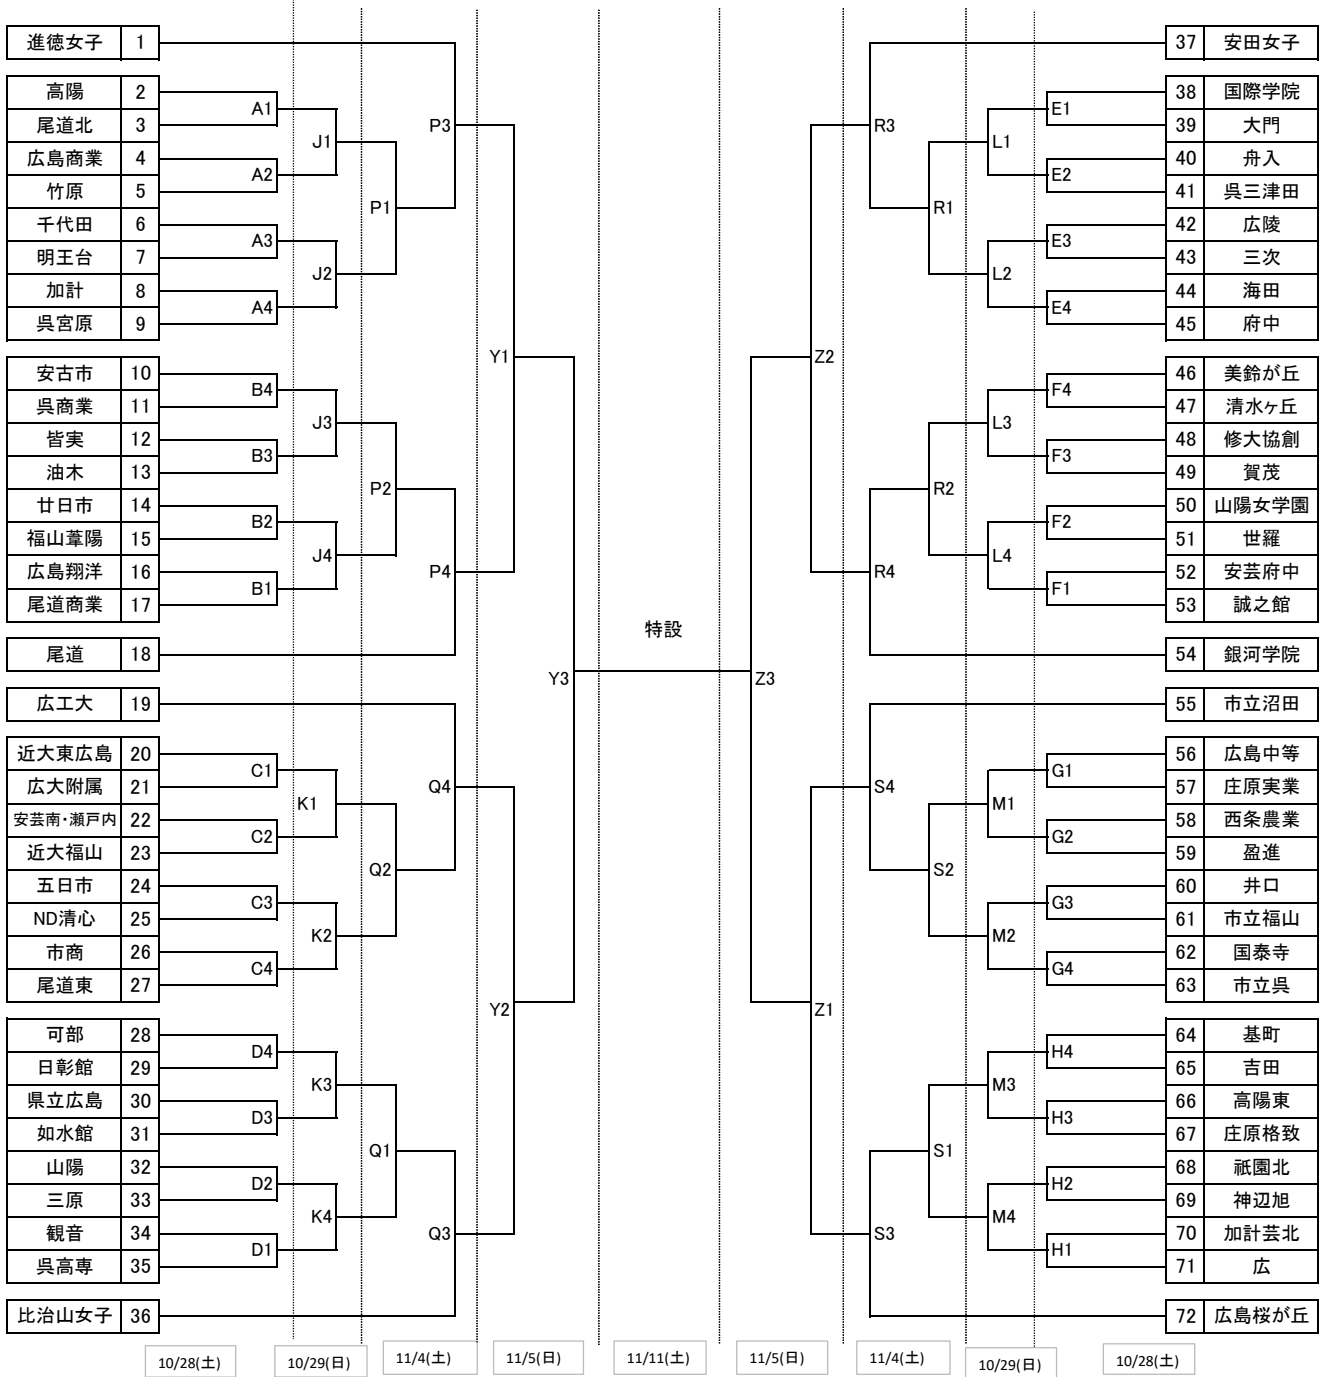 進徳女子 1
高陽 2
尾道北 3
広島商業 4
竹原 5
千代田 6
明王台 7
加計 8
呉宮原 9
安古市 10
呉商業 11
皆実 12
油木 13
廿日市 14
福山葦陽 15
広島翔洋 16
尾道商業 17
尾道 18
広工大 19
近大東広島 20
広大附属 21
安芸南・瀬戸内 22
近大福山 23
五日市 24
ND清心 25
市商 26
尾道東 27
可部 28
日彰館 29
県立広島 30
如水館 31
山陽 32
三原 33
観音 34
呉高専 35
比治山女子 36
A1
A2
A3
A4
B4
B3
B2
B1
C1
C2
C3
C4
D4
D3
D2
D1
J1
J2
J3
J4
K1
K2
K3
K4
P1
P2
Q2
Q1
P3
P4
Q4
Q3
Y1
Y2
Y3
特設
Z3
Z2
Z1
R3
R4
S4
S3
R1
R2
S2
S1
L1
L2
L3
L4
M1
M2
M3
M4
E1
E2
E3
E4
F4
F3
F2
F1
G1
G2
G3
G4
H4
H3
H2
H1
37 安田女子
38 国際学院
39 大門
40 舟入
41 呉三津田
42 広陵
43 三次
44 海田
45 府中
46 美鈴が丘
47 清水ヶ丘
48 修大協創
49 賀茂
50 山陽女学園
51 世羅
52 安芸府中
53 誠之館
54 銀河学院
55 市立沼田
56 広島中等
57 庄原実業
58 西条農業
59 盈進
60 井口
61 市立福山
62 国泰寺
63 市立呉
64 基町
65 吉田
66 高陽東
67 庄原格致
68 祇園北
69 神辺旭
70 加計芸北
71 広
72 広島桜が丘
10/28(土) 10/29(日) 11/4(土) 11/5(日) 11/11(土) 11/5(日) 11/4(土) 10/29(日) 10/28(土)